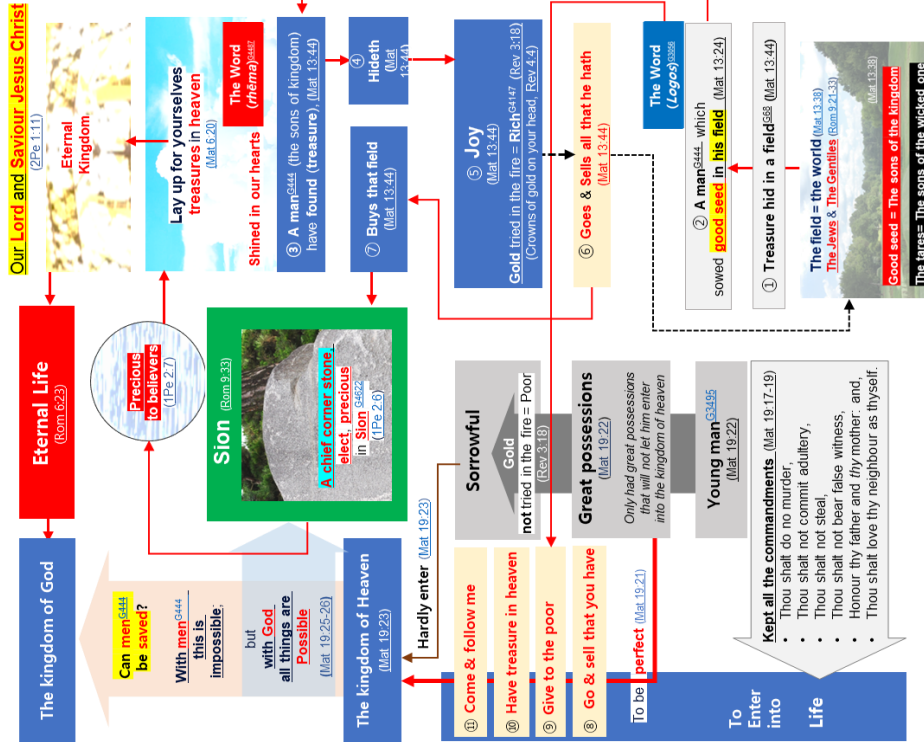 Our Lord and Saviour Jesus Christ
(2Pe 1:11)
Eternal
Kingdom
Lay up for yourselves
treasures in heaven
(Mat 6:20)
The Word
(rhēma)G4487
Shined in our hearts
③ A manG444 (the sons of kingdom)
have found (treasure), (Mat 13:44)
④
Hideth
(Mat
13:44)
⑦ Buys that field
(Mat 13:44)
⑤ Joy
(Mat 13:44)
Gold tried in the fire = RichG4147 (Rev 3:18)
(Crowns of gold on your head, Rev 4:4)
⑥ Goes & Sells all that he hath
(Mat 13:44)
The Word
(Logos)G3056
② A manG444 which
sowed good seed in his field (Mat 13:24)
① Treasure hid in a fieldG68 (Mat 13:44)
The field = the world (Mat 13.38)
The Jews & The Gentiles (Rom 9:21-33)
(Mat 13.38)
Good seed = The sons of the kingdom
The tares= The sons of the wicked one
Eternal Life
(Rom 6:23)
Precious
to believers
(1Pe 2:7)
Sion (Rom 9:33)
A chief corner stone,
elect, precious
in Sion G4622
(1Pe 2:6)
Sorrowful
Gold
not tried in the fire = Poor
(Rev 3:18)
Great possessions
(Mat 19:22)
Only had great possessions
that will not let him enter
into the kingdom of heaven
Young manG3495
(Mat 19:22)
Kept all the commandments (Mat 19:17-19)
• Thou shalt do no murder,
• Thou shalt not commit adultery,
• Thou shalt not steal,
• Thou shalt not bear false witness,
• Honour thy father and thy mother: and,
• Thou shalt love thy neighbour as thyself.
The kingdom of God
Can menG444
be saved?
With menG444
this is
impossible;
but
with God
all things are
Possible
(Mat 19:25-26)
The kingdom of Heaven
(Mat 19:23)
Hardly enter (Mat 19:23)
⑪ Come & follow me
⑩ Have treasure in heaven
⑨ Give to the poor
⑧ Go & sell that you have
To be perfect (Mat 19:21)
To
Enter
into
Life